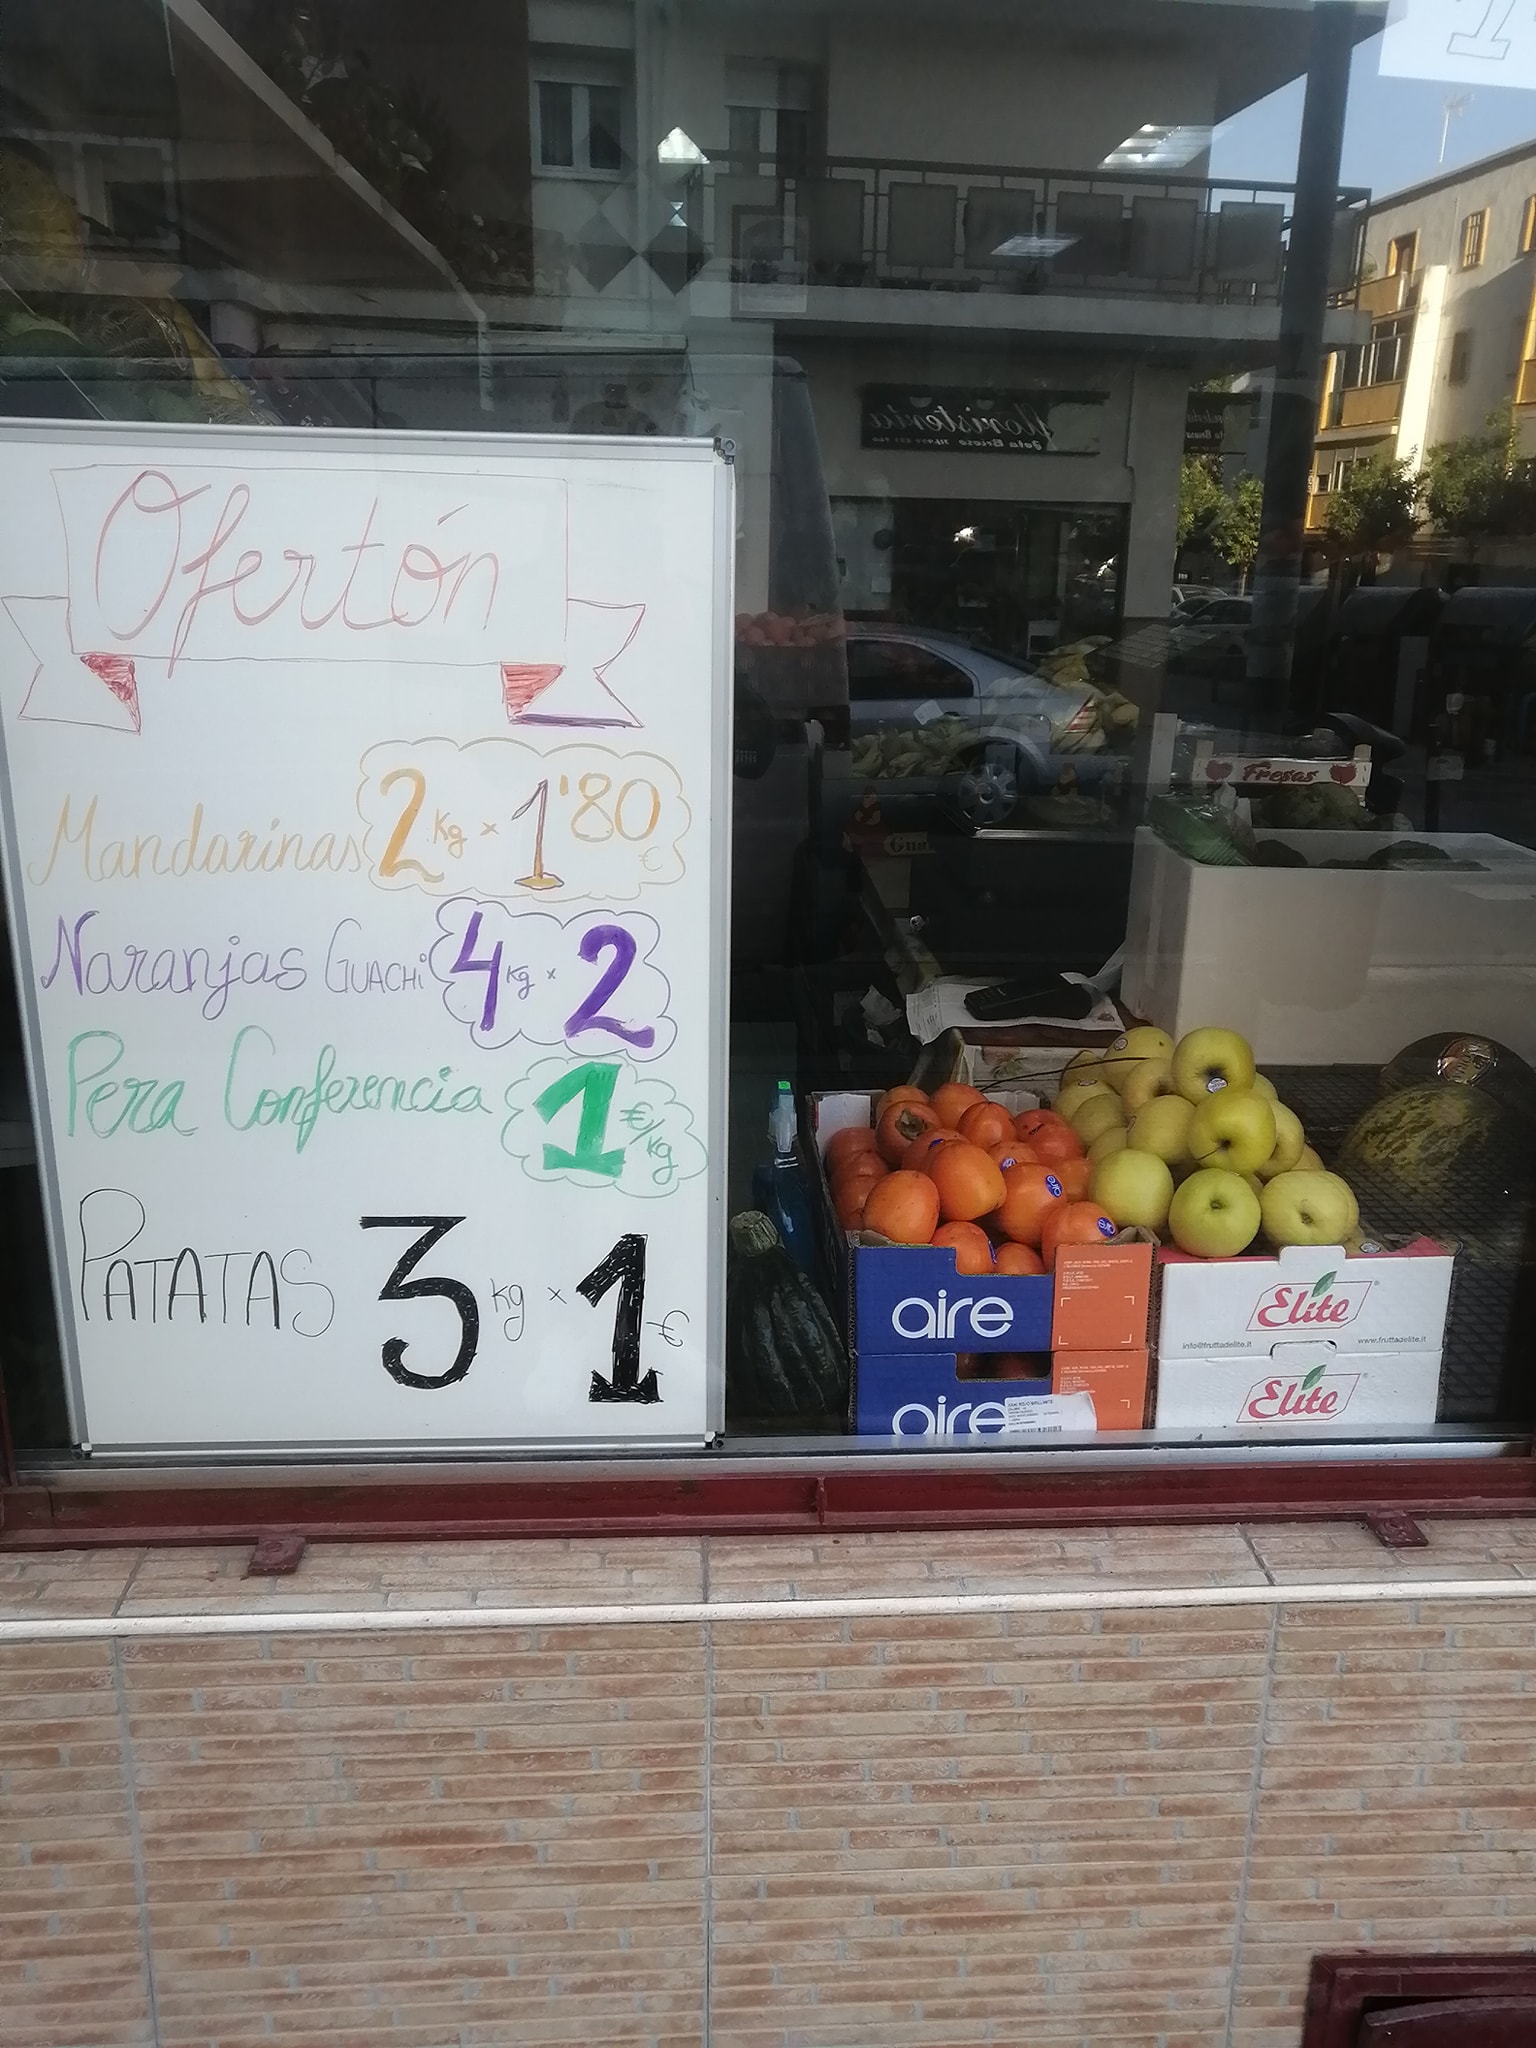 Ofertón
Mandarinas 2 Kg x 1'80 €
Naranjas GUACHI 4 Kg x 2
Pera Conferencia 1 €/kg
PATATAS 3 kg x 1 €
floristería
Fresas
aire
aire
Elite
info@fruttadelite.it www.fruttadelite.it
Elite